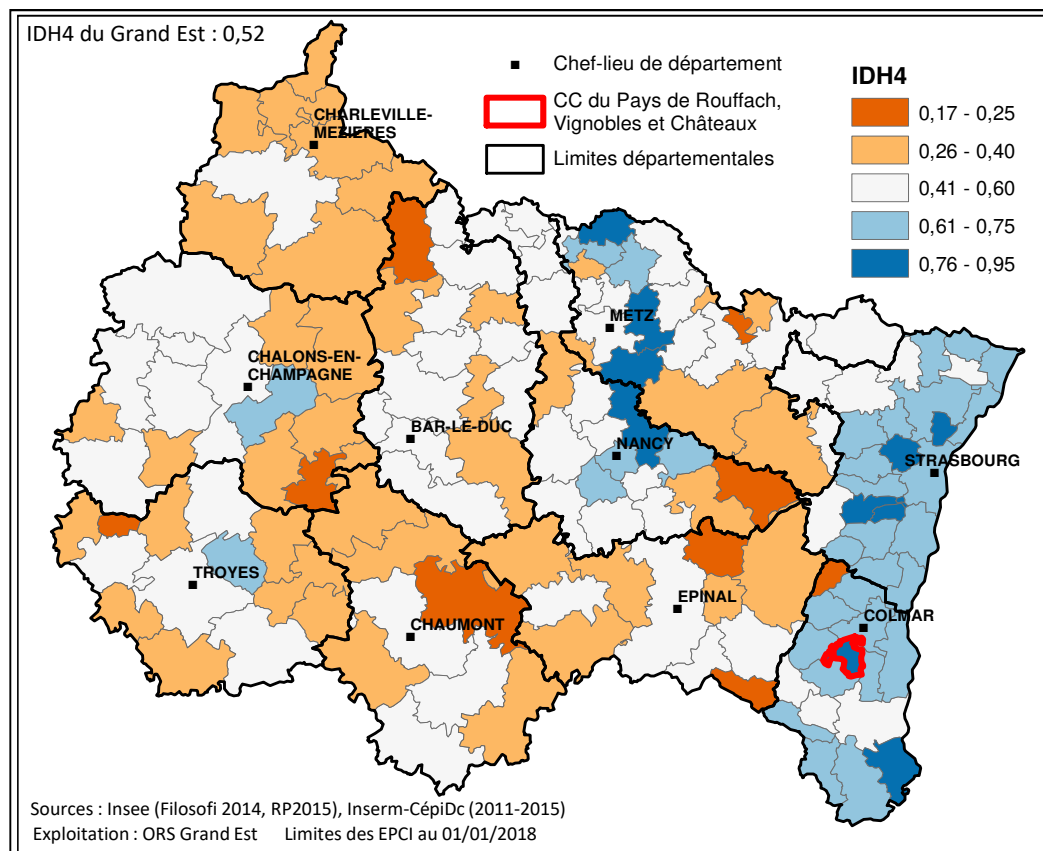 IDH4 du Grand Est : 0,52
Chef-lieu de département
CC du Pays de Rouffach,
Vignobles et Châteaux
Limites départementales
IDH4
0,17 - 0,25
0,26 - 0,40
0,41 - 0,60
0,61 - 0,75
0,76 - 0,95
CHARLEVILLE-
MEZIERES
METZ
CHALONS-EN-
CHAMPAGNE
BAR-LE-DUC
NANCY
STRASBOURG
TROYES
EPINAL
CHAUMONT
COLMAR
Sources : Insee (Filosofi 2014, RP2015), Inserm-CépiDc (2011-2015)
Exploitation : ORS Grand Est Limites des EPCI au 01/01/2018